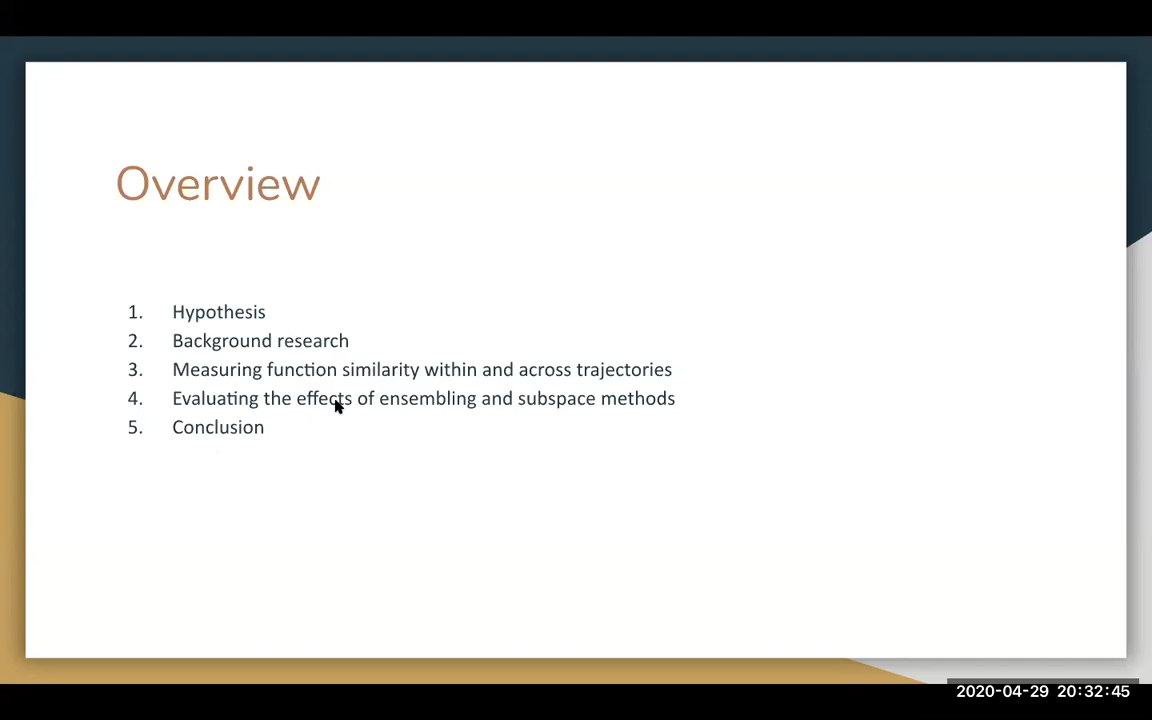 Overview
1. Hypothesis
2. Background research
3. Measuring function similarity within and across trajectories
4. Evaluating the effects of ensembling and subspace methods
5. Conclusion
2020-04-29 20:32:45